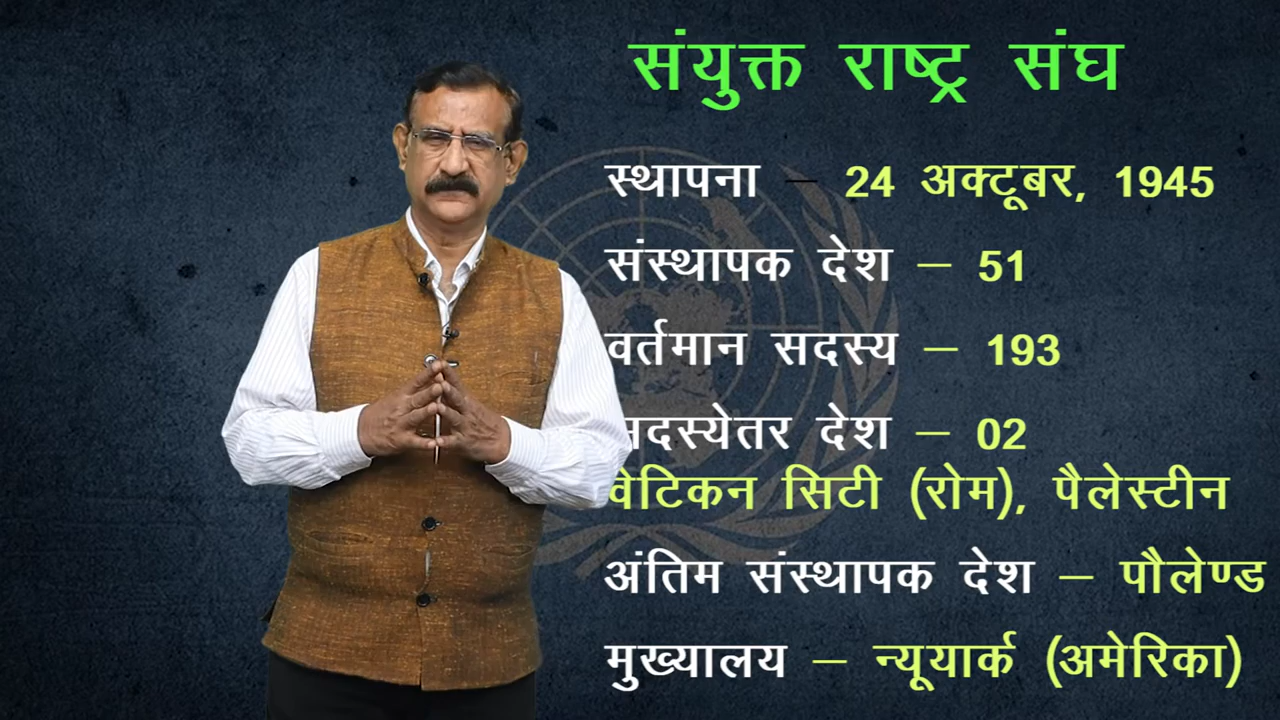 संयुक्त राष्ट्र संघ
स्थापना – 24 अक्टूबर, 1945
संस्थापक देश – 51
वर्तमान सदस्य – 193
सदस्येतर देश – 02
वेटिकन सिटी (रोम), पैलेस्टीन
अंतिम संस्थापक देश – पौलेण्ड
मुख्यालय – न्यूयार्क (अमेरिका)